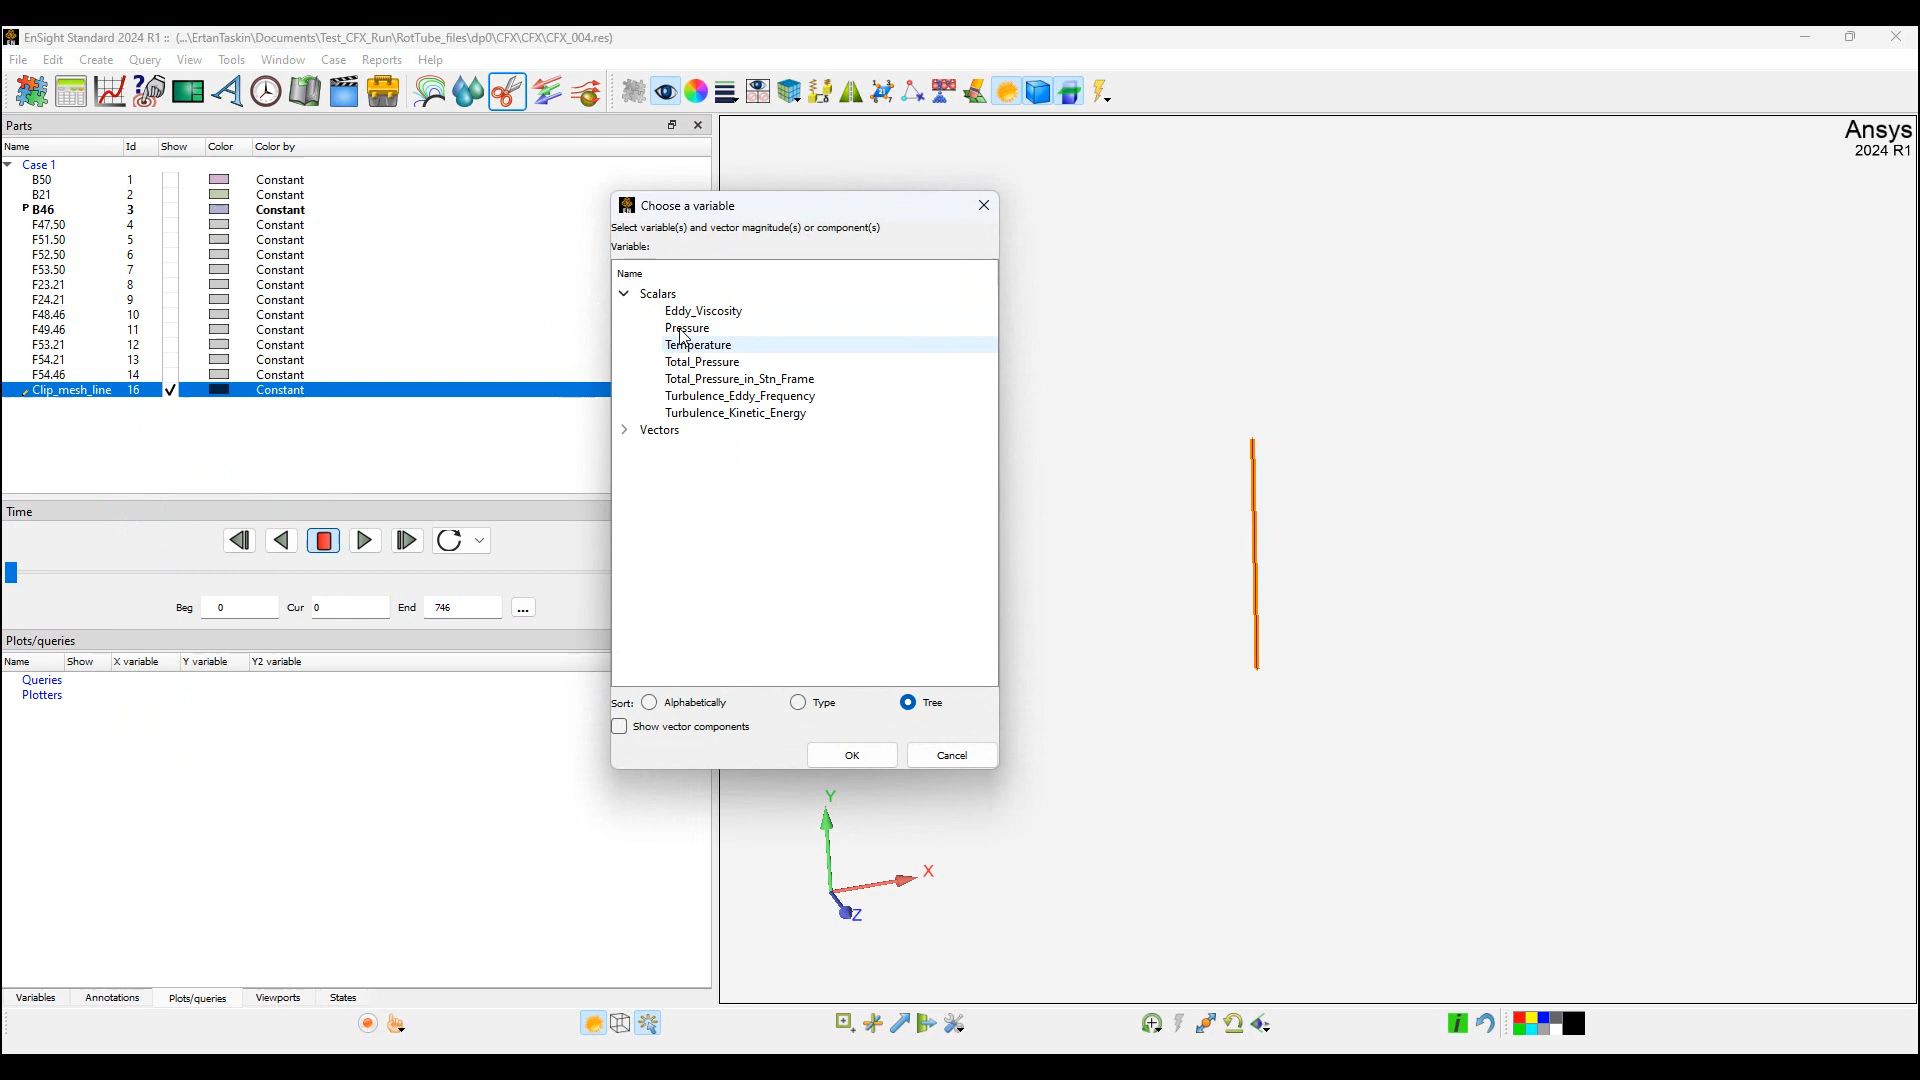 EnSight Standard 2024 R1 :: (...\ErtanTaskin\Documents\Test_CFX_Run\RotTube_files\dp0\CFX\CFX\CFX_004.res)
File Edit Create Query View Tools Window Case Reports Help
Parts
Name Id Show Color Color by
Case 1
B50 1 Constant
B21 2 Constant
P B46 3 Constant
F47.50 4 Constant
F51.50 5 Constant
F52.50 6 Constant
F53.50 7 Constant
F23.21 8 Constant
F24.21 9 Constant
F48.46 10 Constant
F49.46 11 Constant
F53.21 12 Constant
F54.21 13 Constant
F54.46 14 Constant
Clip_mesh_line 16 Constant
Time
Beg 0 Cur 0 End 746 ...
Plots/queries
Name Show X variable Y variable Y2 variable
Queries
Plotters
Variables Annotations Plots/queries Viewports States
Choose a variable
Select variable(s) and vector magnitude(s) or component(s)
Variable:
Name
Scalars
Eddy_Viscosity
Pressure
Temperature
Total_Pressure
Total_Pressure_in_Stn_Frame
Turbulence_Eddy_Frequency
Turbulence_Kinetic_Energy
Vectors
Sort: Alphabetically Type Tree
Show vector components
OK Cancel
Ansys
2024 R1
Y
X
Z